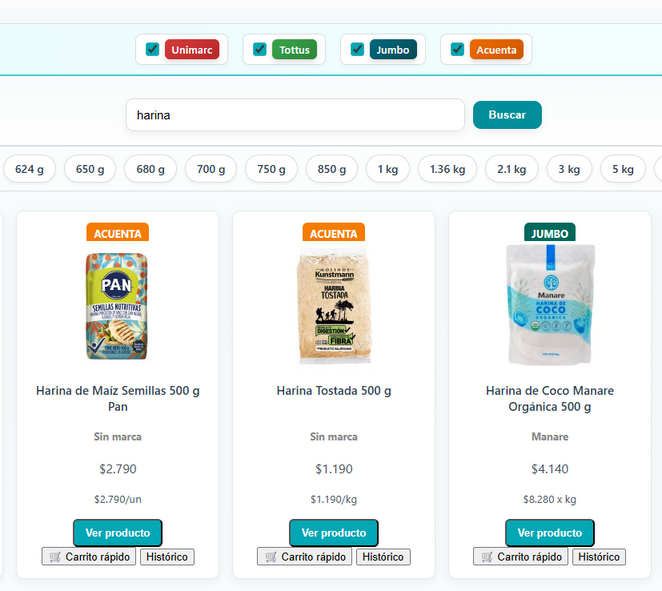 Unimarc
Tottus
Jumbo
Acuenta
harina
Buscar
624 g
650 g
680 g
700 g
750 g
850 g
1 kg
1.36 kg
2.1 kg
3 kg
5 kg
ACUENTA
PAN
SEMILLAS NUTRITIVAS
Harina de Maíz Semillas 500 g
Pan
Sin marca
$2.790
$2.790/un
Ver producto
🛒 Carrito rápido
Histórico
ACUENTA
MOLINOS
Kunstmann
HARINA
TOSTADA
DIGESTIÓN
FIBRA
Harina Tostada 500 g
Sin marca
$1.190
$1.190/kg
Ver producto
🛒 Carrito rápido
Histórico
JUMBO
Manare
HARINA DE
COCO
ORGÁNICA
Harina de Coco Manare
Orgánica 500 g
Manare
$4.140
$8.280 x kg
Ver producto
🛒 Carrito rápido
Histórico